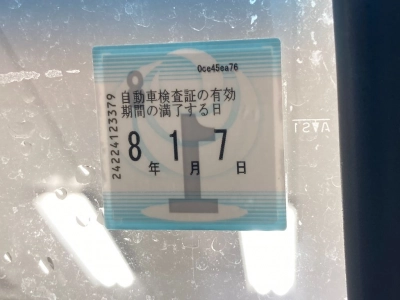 0ce45ea76
自動車検査証の有効
期間の満了する日
8年 1月 7日
24224123379